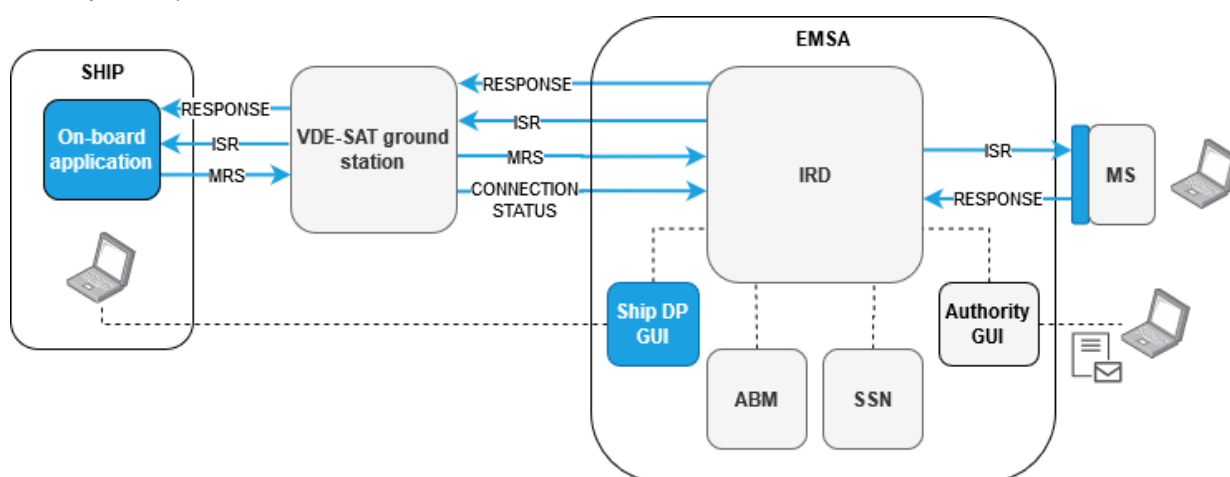 EMSA
SHIP
On-board
application
RESPONSE
ISR
MRS
VDE-SAT ground
station
RESPONSE
ISR
MRS
CONNECTION
STATUS
IRD
ISR
RESPONSE
MS
Ship DP
GUI
Authority
GUI
ABM
SSN